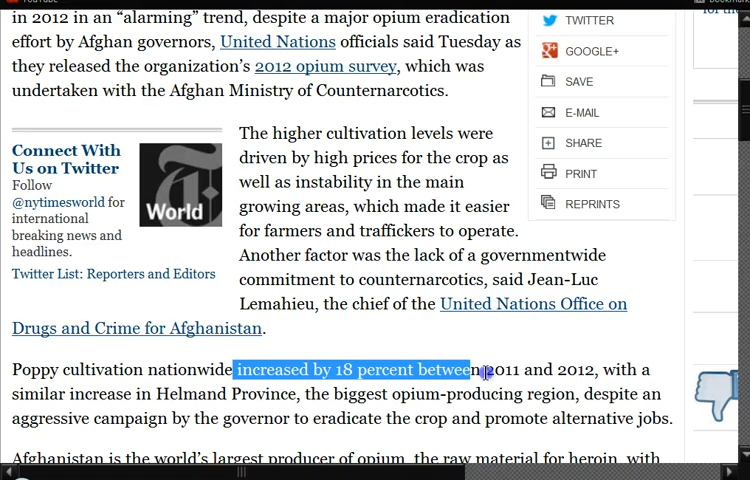 YouTube
in 2012 in an “alarming” trend, despite a major opium eradication
effort by Afghan governors, United Nations officials said Tuesday as
they released the organization’s 2012 opium survey, which was
undertaken with the Afghan Ministry of Counternarcotics.
TWITTER
GOOGLE+
SAVE
E-MAIL
SHARE
PRINT
REPRINTS
for th
Connect With
Us on Twitter
Follow
@nytimesworld for
international
breaking news and
headlines.
Twitter List: Reporters and Editors
T
World
The higher cultivation levels were
driven by high prices for the crop as
well as instability in the main
growing areas, which made it easier
for farmers and traffickers to operate.
Another factor was the lack of a governmentwide
commitment to counternarcotics, said Jean-Luc
Lemahieu, the chief of the United Nations Office on
Drugs and Crime for Afghanistan.
Poppy cultivation nationwide increased by 18 percent between 2011 and 2012, with a
similar increase in Helmand Province, the biggest opium-producing region, despite an
aggressive campaign by the governor to eradicate the crop and promote alternative jobs.
Afghanistan is the world’s largest producer of opium, the raw material for heroin, with